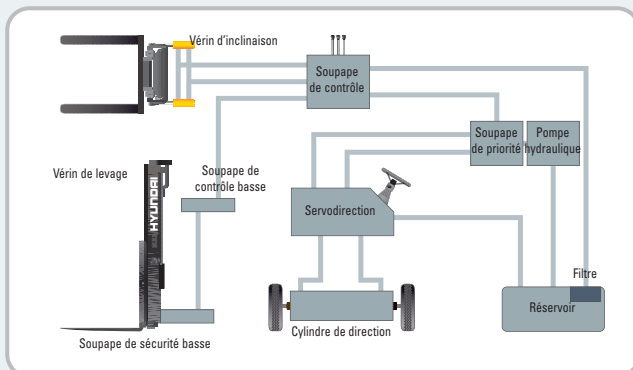 Vérin d'inclinaison
Soupape
de contrôle
Soupape
de priorité
Pompe
hydraulique
Vérin de levage
Soupape de
contrôle basse
HYUNDAI
Servodirection
Filtre
Réservoir
Cylindre de direction
Soupape de sécurité basse